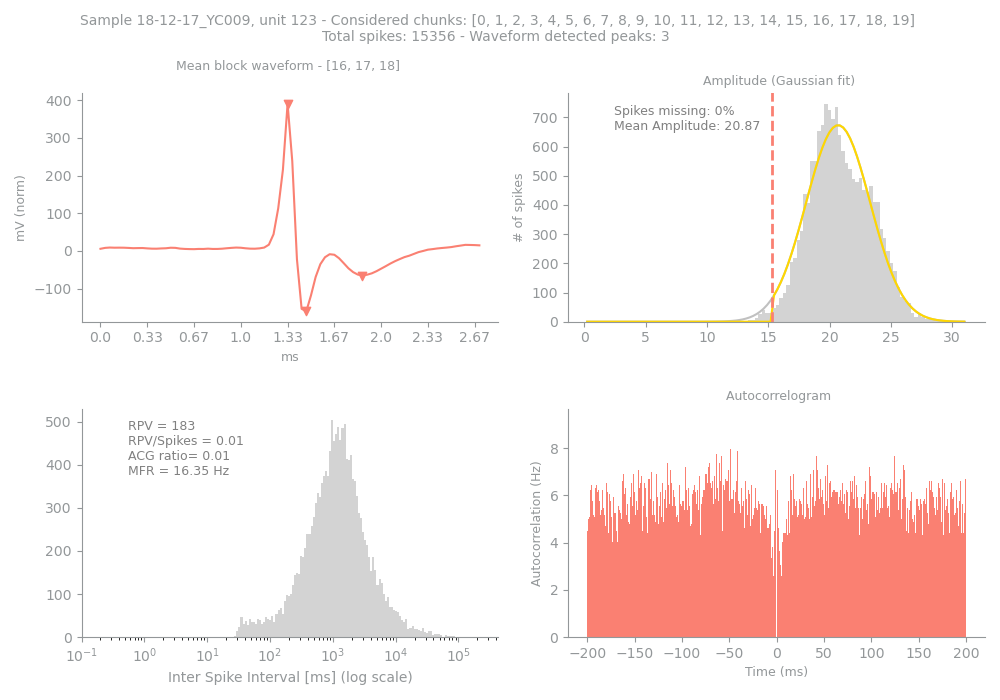 Sample 18-12-17_YC009, unit 123 - Considered chunks: [0, 1, 2, 3, 4, 5, 6, 7, 8, 9, 10, 11, 12, 13, 14, 15, 16, 17, 18, 19]
Total spikes: 15356 - Waveform detected peaks: 3
Mean block waveform - [16, 17, 18]
mV (norm)
400
300
200
100
0
−100
0.0 0.33 0.67 1.0 1.33 1.67 2.0 2.33 2.67
ms
Amplitude (Gaussian fit)
Spikes missing: 0%
Mean Amplitude: 20.87
# of spikes
700
600
500
400
300
200
100
0
0 5 10 15 20 25 30
RPV = 183
RPV/Spikes = 0.01
ACG ratio= 0.01
MFR = 16.35 Hz
500
400
300
200
100
0
10⁻¹ 10⁰ 10¹ 10² 10³ 10⁴ 10⁵
Inter Spike Interval [ms] (log scale)
Autocorrelogram
Autocorrelation (Hz)
8
6
4
2
0
−200 −150 −100 −50 0 50 100 150 200
Time (ms)